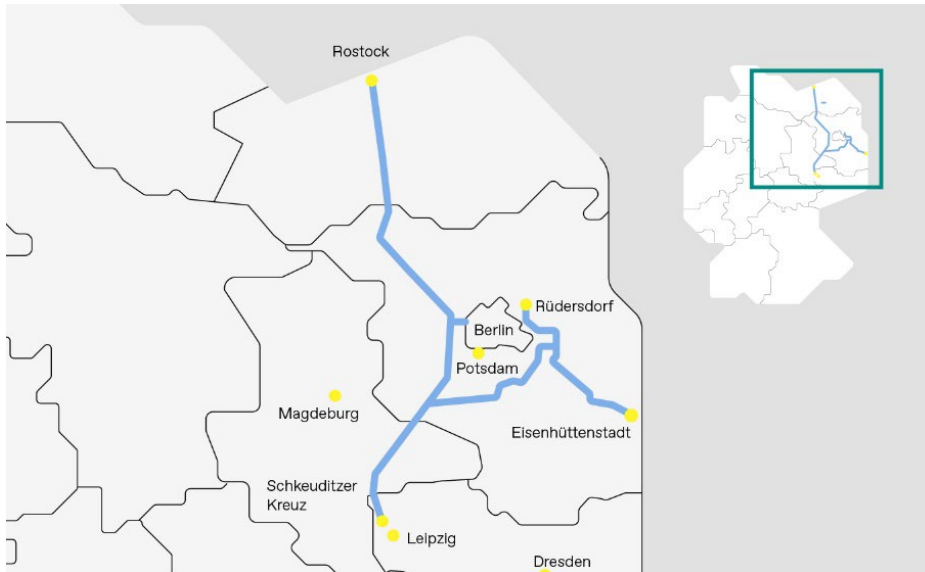 Rostock
Rüdersdorf
Berlin
Potsdam
Magdeburg
Eisenhüttenstadt
Schkeuditzer
Kreuz
Leipzig
Dresden